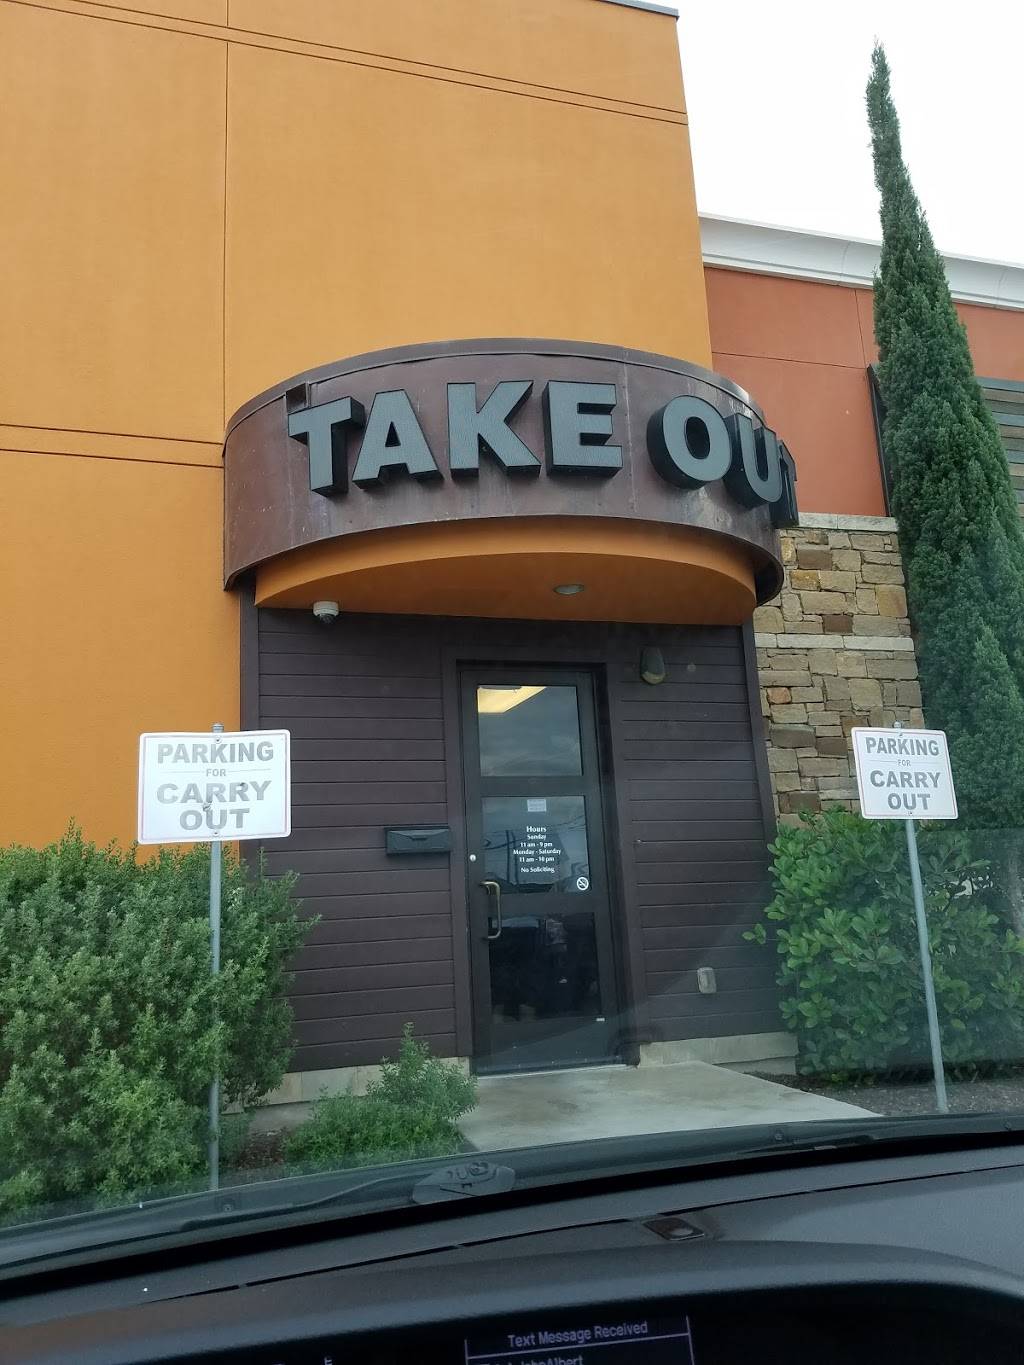 TAKE OUT
PARKING
FOR
CARRY
OUT
PARKING
FOR
CARRY
OUT
Hours
Sunday
11 am - 9 pm
Monday - Saturday
11 am - 10 pm
No Soliciting
Text Message Received
JohnAlbert